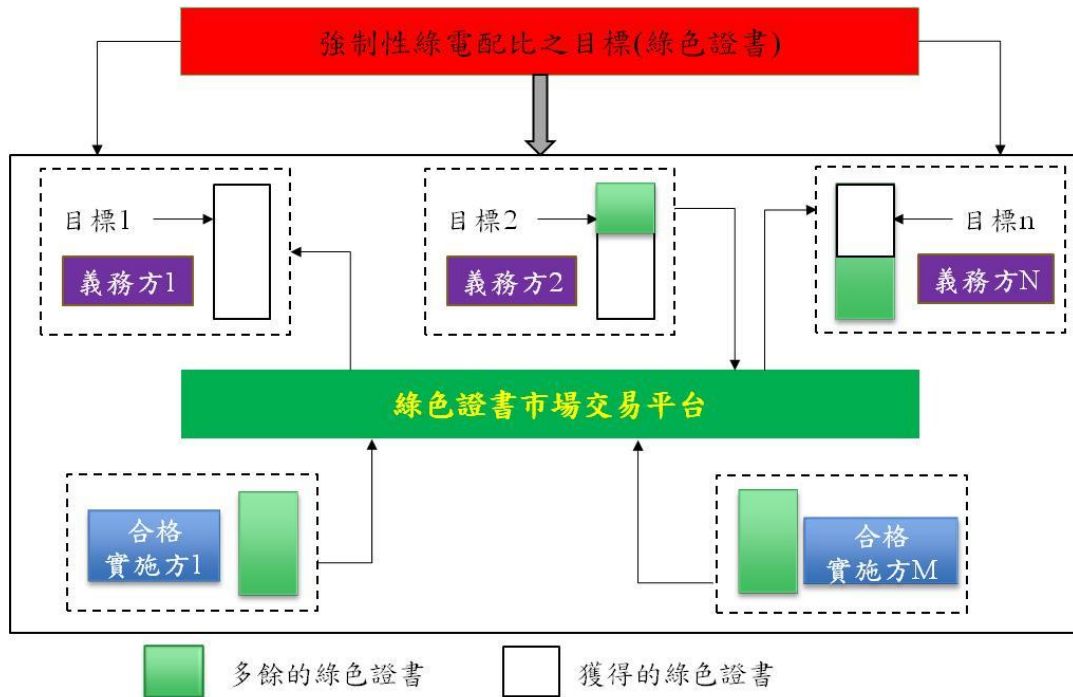 強制性綠電配比之目標(綠色證書)
目標1
義務方1
目標2
義務方2
目標n
義務方N
綠色證書市場交易平台
合格
實施方1
合格
實施方M
多餘的綠色證書
獲得的綠色證書